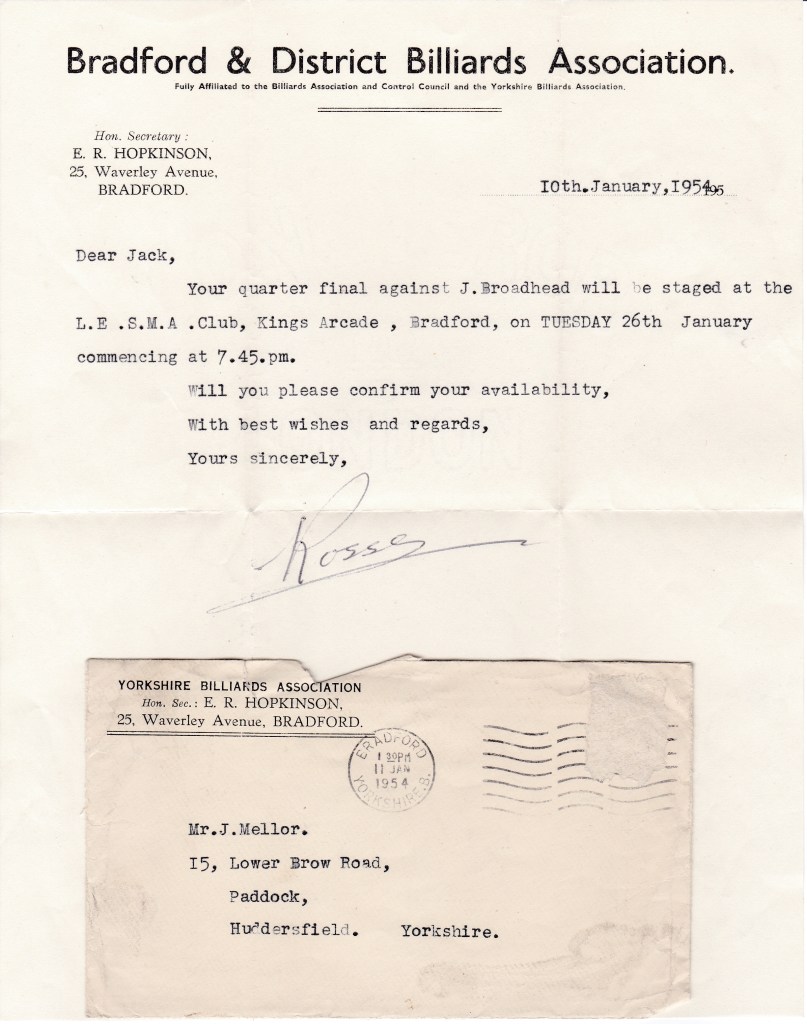 Bradford & District Billiards Association.
Fully Affiliated to the Billiards Association and Control Council and the Yorkshire Billiards Association.
Hon. Secretary :
E. R. HOPKINSON,
25, Waverley Avenue,
BRADFORD.
10th.January,1954 195
Dear Jack,
Your quarter final against J.Broadhead will be staged at the
L.E .S.M.A .Club, Kings Arcade , Bradford, on TUESDAY 26th January
commencing at 7.45.pm.
Will you please confirm your availability,
With best wishes and regards,
Yours sincerely,
YORKSHIRE BILLIARDS ASSOCIATION
Hon. Sec.: E. R. HOPKINSON,
25, Waverley Avenue, BRADFORD.
BRADFORD
PM
11 JAN
1954
YORKSHIRE
Mr.J.Mellor.
15, Lower Brow Road,
Paddock,
Huddersfield. Yorkshire.